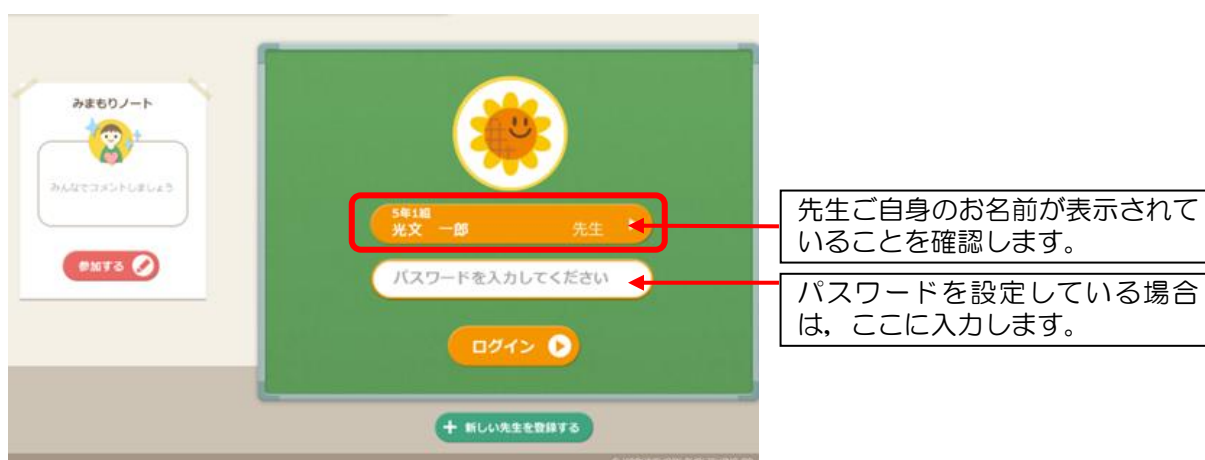 みまもりノート
みんなでコメントしましょう
参加する
5年1組
光文 一郎 先生
パスワードを入力してください
ログイン
+ 新しい先生を登録する
先生ご自身のお名前が表示されて
いることを確認します。
パスワードを設定している場合
は，ここに入力します。